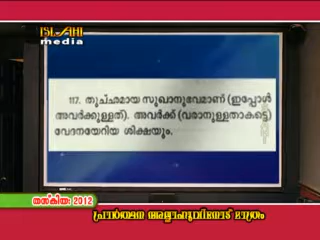 ISLAHI
media
117. തുച്ഛമായ സുഖാനുഭവമാണ് (ഇപ്പോൾ
അവർക്കുള്ളത്). അവർക്ക് (വരാനുള്ളതാകട്ടെ)
വേദനയേറിയ ശിക്ഷയും.
തസ്കിയ: 2012
പ്രാർത്ഥന അല്ലാഹുവിനോട് മാത്രം